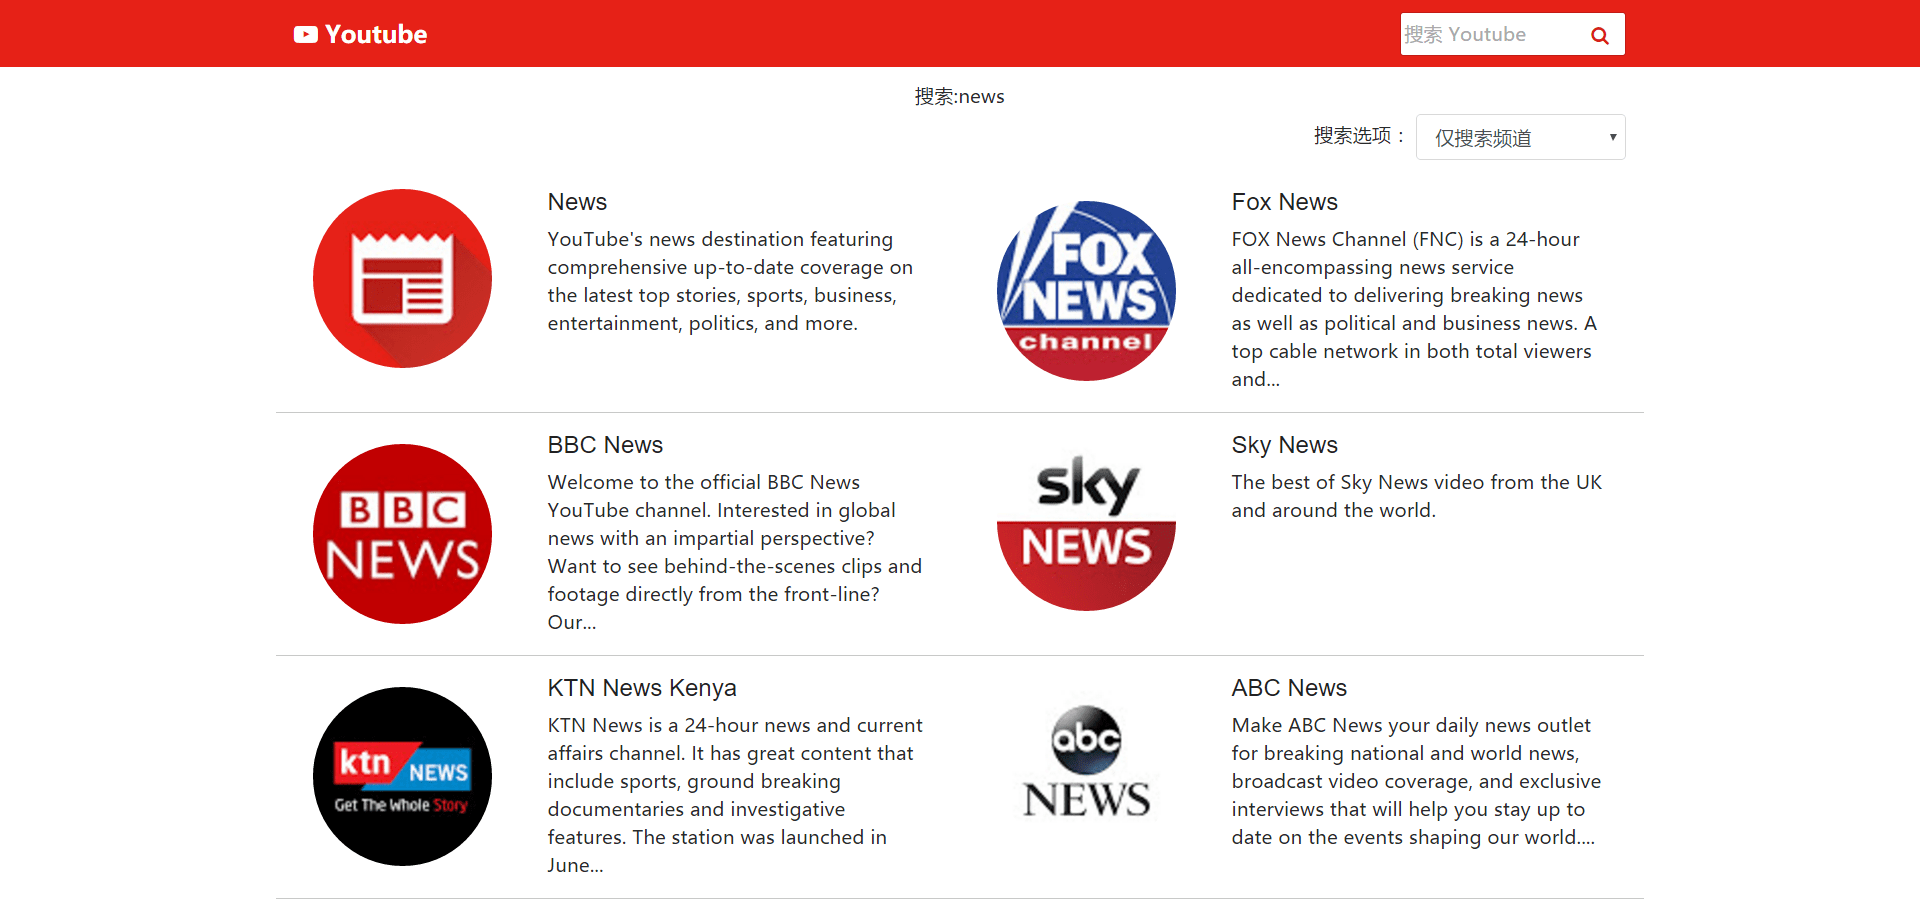 Youtube
搜索 Youtube
搜索:news
搜索选项：
仅搜索频道
News
YouTube's news destination featuring
comprehensive up-to-date coverage on
the latest top stories, sports, business,
entertainment, politics, and more.
FOX
NEWS
channel
Fox News
FOX News Channel (FNC) is a 24-hour
all-encompassing news service
dedicated to delivering breaking news
as well as political and business news. A
top cable network in both total viewers
and...
BBC
NEWS
BBC News
Welcome to the official BBC News
YouTube channel. Interested in global
news with an impartial perspective?
Want to see behind-the-scenes clips and
footage directly from the front-line?
Our...
sky
NEWS
Sky News
The best of Sky News video from the UK
and around the world.
ktn NEWS
Get The Whole Story
KTN News Kenya
KTN News is a 24-hour news and current
affairs channel. It has great content that
include sports, ground breaking
documentaries and investigative
features. The station was launched in
June...
abc
NEWS
ABC News
Make ABC News your daily news outlet
for breaking national and world news,
broadcast video coverage, and exclusive
interviews that will help you stay up to
date on the events shaping our world....